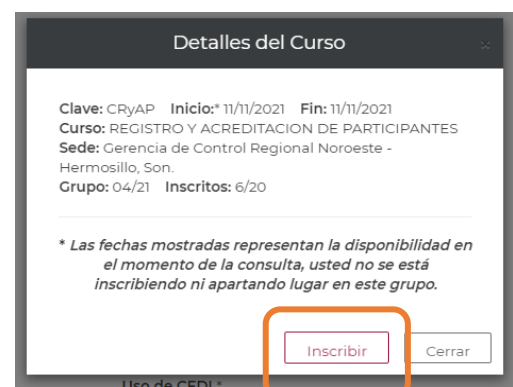 Detalles del Curso
×
Clave: CRyAP Inicio:* 11/11/2021 Fin: 11/11/2021
Curso: REGISTRO Y ACREDITACION DE PARTICIPANTES
Sede: Gerencia de Control Regional Noroeste -
Hermosillo, Son.
Grupo: 04/21 Inscritos: 6/20
* Las fechas mostradas representan la disponibilidad en
el momento de la consulta, usted no se está
inscribiendo ni apartando lugar en este grupo.
Inscribir Cerrar
Uso de CFDI *